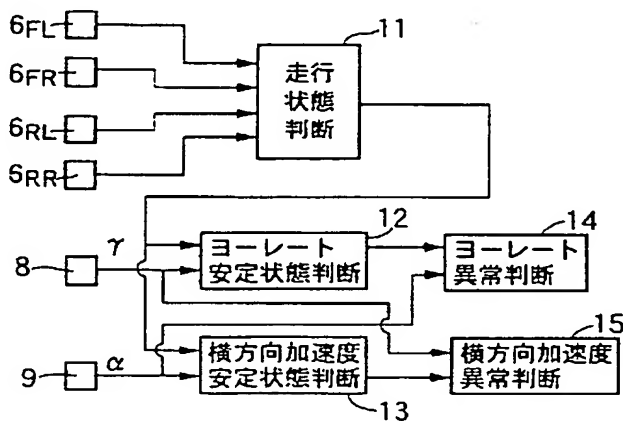 6FL
6FR
6RL
6RR
11
走行
状態
判断
8
γ
12
ヨーレート
安定状態判断
14
ヨーレート
異常判断
9
α
横方向加速度
安定状態判断
13
15
横方向加速度
異常判断